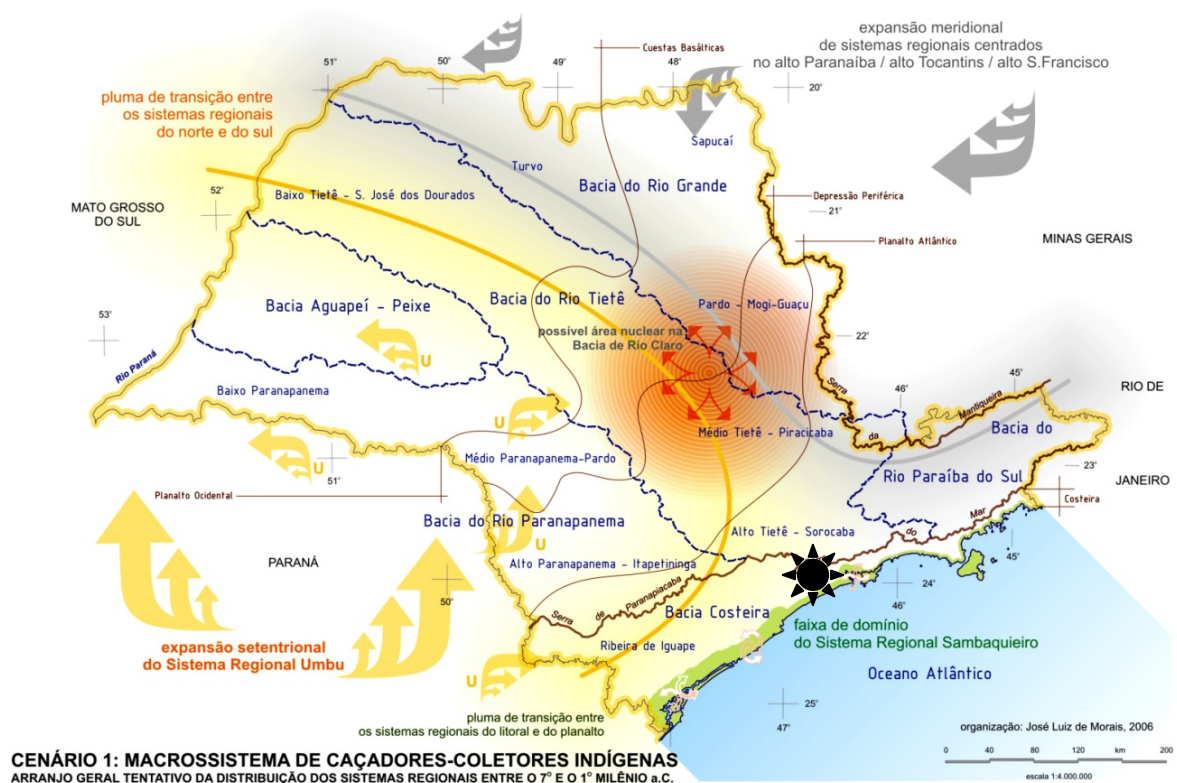 expansão meridional
de sistemas regionais centrados
no alto Paranaíba / alto Tocantins / alto S.Francisco
Cuestas Basálticas
51°
50°
49°
48°
20°
pluma de transição entre
os sistemas regionais
do norte e do sul
Sapucaí
Turvo
Bacia do Rio Grande
Baixo Tietê - S. José dos Dourados
52°
Depressão Periférica
MATO GROSSO
DO SUL
21°
Planalto Atlântico
MINAS GERAIS
Bacia do Rio Tietê
Bacia Aguapeí - Peixe
Pardo - Mogi-Guaçu
53°
possível área nuclear na
Bacia de Rio Claro
22°
U
Rio Paraná
Baixo Paranapanema
Serra
da
Mantiqueira
46°
45°
RIO DE
JANEIRO
U
Médio Tietê - Piracicaba
Bacia do
Rio Paraíba do Sul
U
Médio Paranapanema-Pardo
51°
23°
Planalto Ocidental
Costeira
Bacia do Rio Paranapanema
Mar
do
Alto Tietê - Sorocaba
U
45°
PARANÁ
Alto Paranapanema - Itapetininga
50°
24°
46°
Serra
de
Paranapiacaba
Bacia Costeira
expansão setentrional
do Sistema Regional Umbu
faixa de domínio
do Sistema Regional Sambaquieiro
Ribeira de Iguape
Oceano Atlântico
U
25°
47°
pluma de transição entre
os sistemas regionais do litoral e do planalto
organização: José Luiz de Morais, 2006
0 40 80 120 km 200
escala 1:4.000.000
CENÁRIO 1: MACROSSISTEMA DE CAÇADORES-COLETORES INDÍGENAS
ARRANJO GERAL TENTATIVO DA DISTRIBUIÇÃO DOS SISTEMAS REGIONAIS ENTRE O 7° E O 1° MILÊNIO a.C.